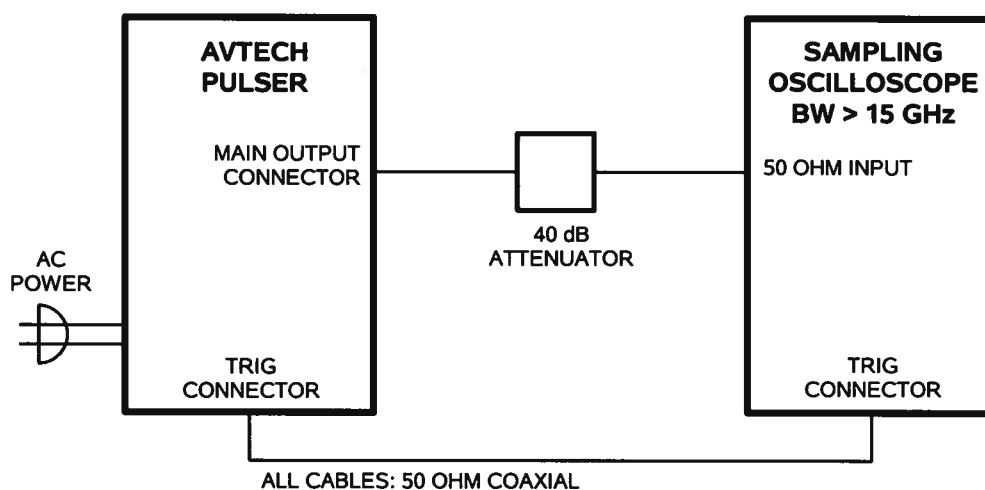 AVTECH
PULSER
MAIN OUTPUT
CONNECTOR
AC
POWER
TRIG
CONNECTOR
40 dB
ATTENUATOR
SAMPLING
OSCILLOSCOPE
BW > 15 GHz
50 OHM INPUT
TRIG
CONNECTOR
ALL CABLES: 50 OHM COAXIAL